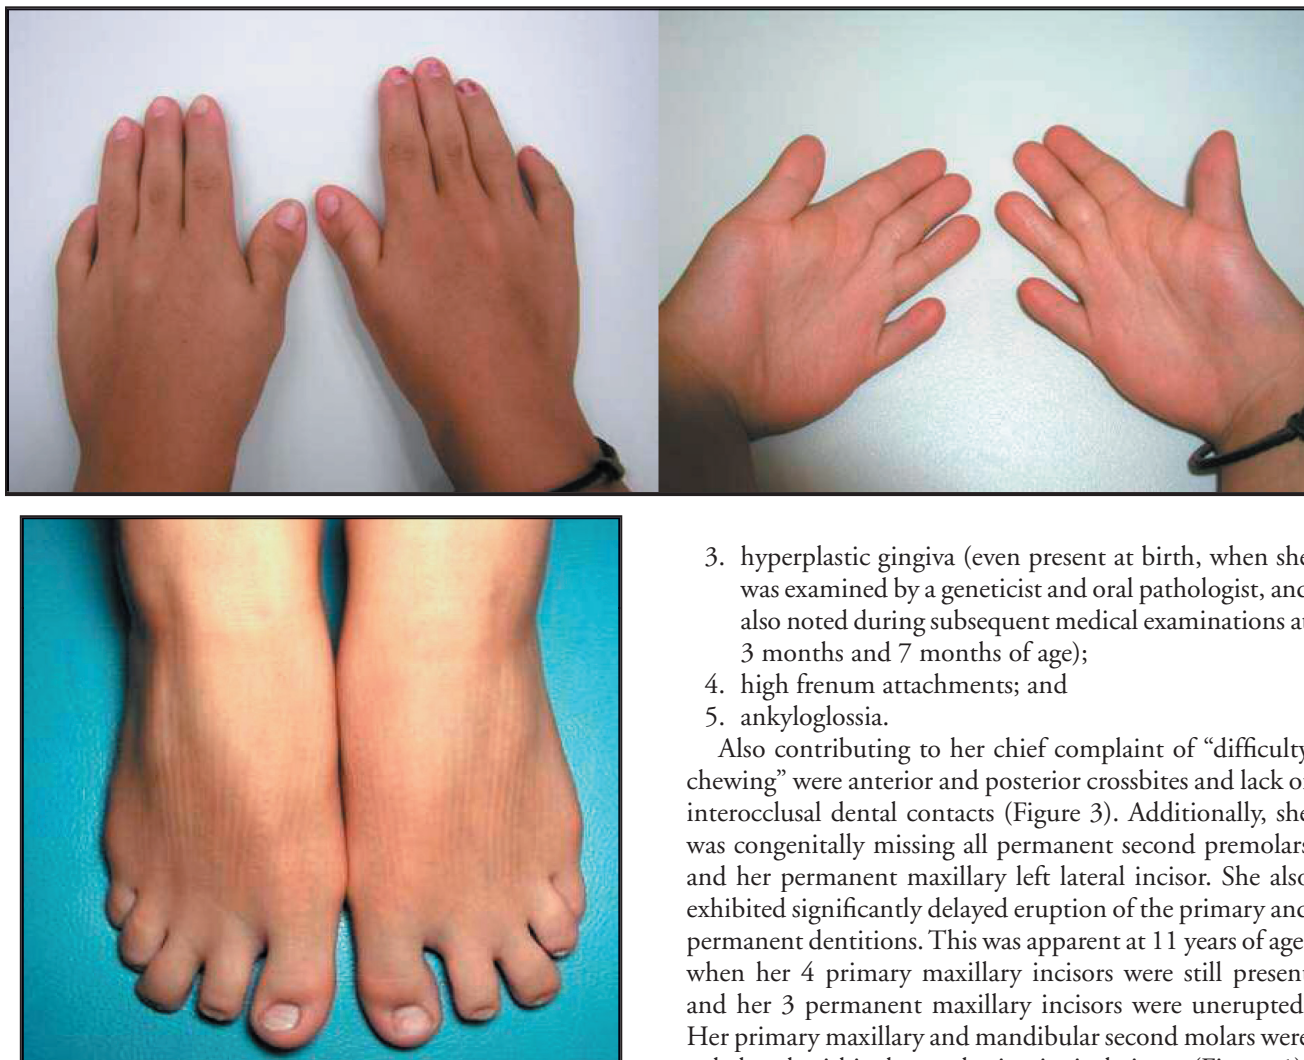 3. hyperplastic gingiva (even present at birth, when she
was examined by a geneticist and oral pathologist, and
also noted during subsequent medical examinations at
3 months and 7 months of age);
4. high frenum attachments; and
5. ankyloglossia.
Also contributing to her chief complaint of “difficulty
chewing” were anterior and posterior crossbites and lack of
interocclusal dental contacts (Figure 3). Additionally, she
was congenitally missing all permanent second premolars
and her permanent maxillary left lateral incisor. She also
exhibited significantly delayed eruption of the primary and
permanent dentitions. This was apparent at 11 years of age
when her 4 primary maxillary incisors were still present
and her 3 permanent maxillary incisors were unerupted.
Her primary maxillary and mandibular second molars were